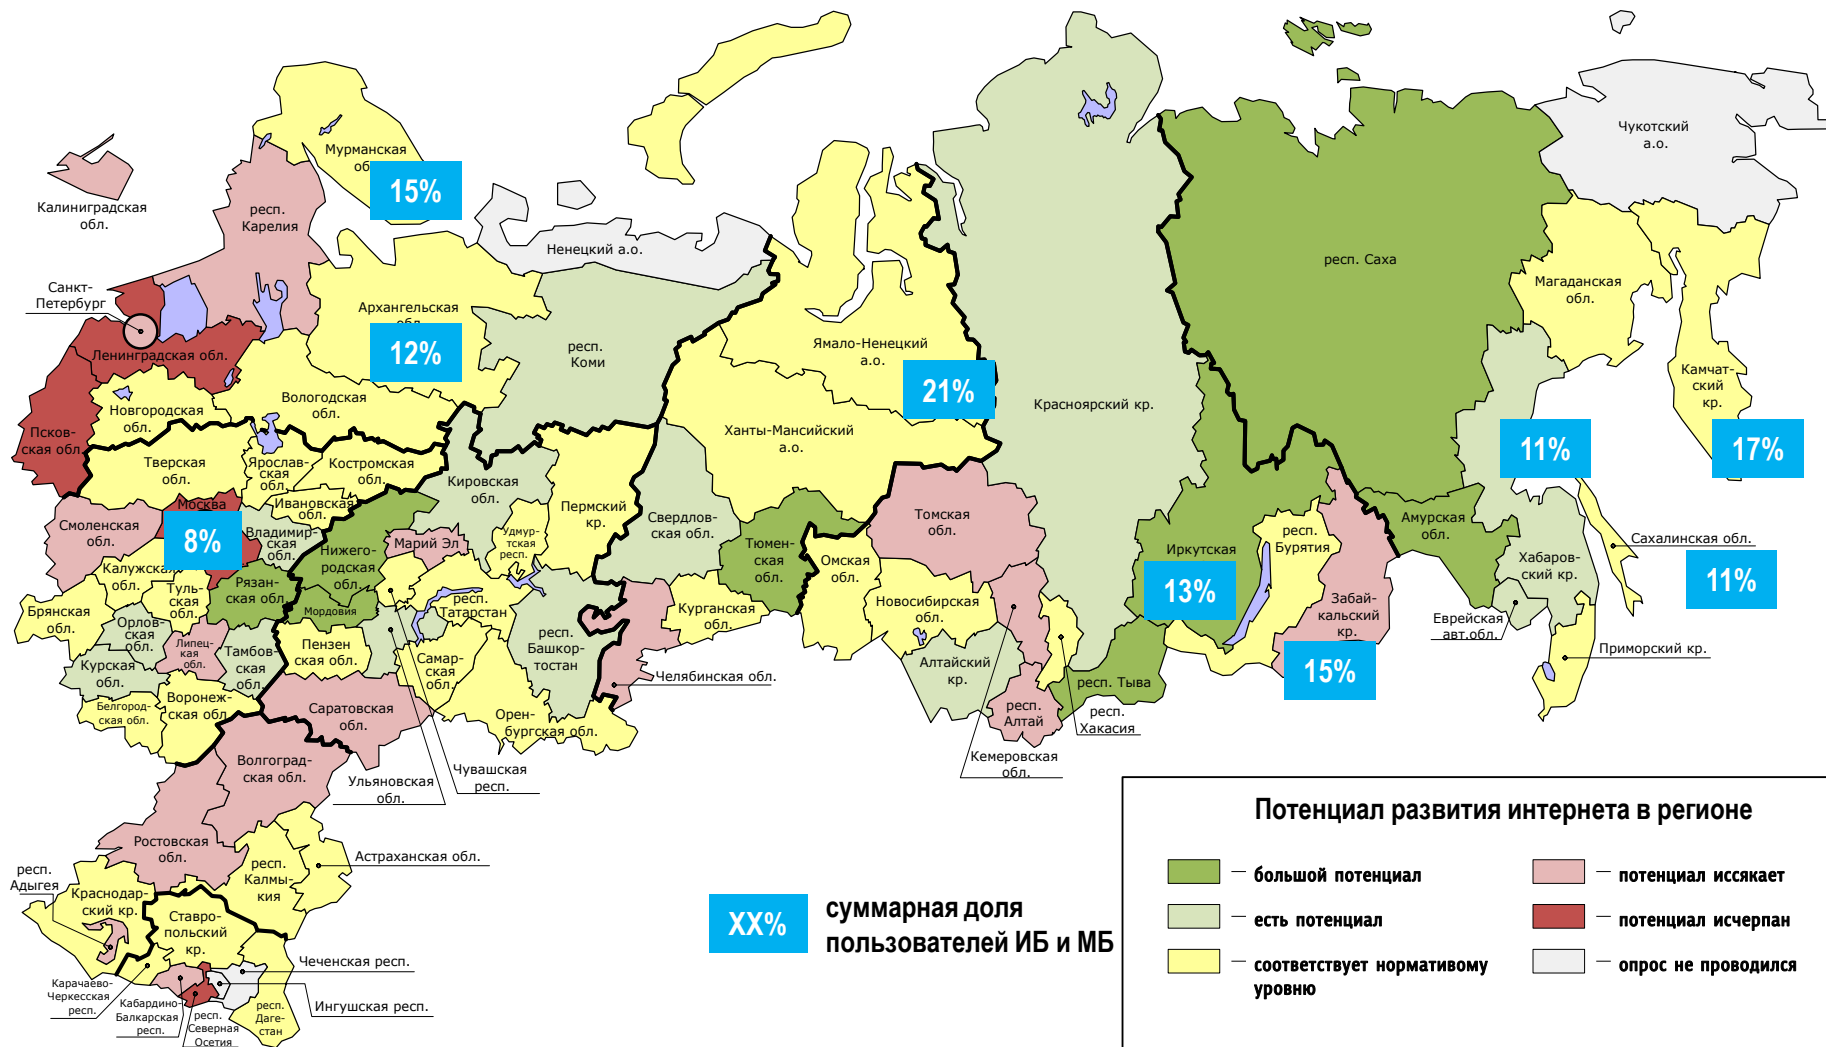 Чукотский
а.о.
Мурманская
об
15%
Калиниградская
обл.
респ.
Карелия
Ненецкий а.о.
респ. Саха
Магаданская
обл.
Санкт-
Петербург
Архангельская
обл.
12%
Ленинградская обл.
респ.
Коми
Ямало-Ненецкий
а.о.
21%
Красноярский кр.
Камчат-
ский
кр.
17%
11%
Новгородская
обл.
Вологодская
обл.
Псков-
ская обл.
Ханты-Мансийский
а.о.
Тверская
обл.
Ярослав-
ская
обл.
Костромская
обл.
Кировская
обл.
Пермский
кр.
Свердлов-
ская обл.
Томская
обл.
Москва
8%
Ивановская
обл.
Смоленская
обл.
Владимир-
ская
обл.
Нижего-
родская
обл.
Марий Эл
Удмур-
тская
респ.
Тюмен-
ская
обл.
Омская
обл.
Иркутская
13%
респ.
Бурятия
Амурская
обл.
Хабаров-
ский кр.
Сахалинская обл.
11%
Калужская
обл.
Рязан-
ская обл.
Туль-
ская
обл.
Брянская
обл.
Мордовия
респ.
Татарстан
Курганская
обл.
Новосибирская
обл.
Забай-
кальский
кр.
15%
Еврейская
авт.обл.
Приморский кр.
Орлов-
ская
обл.
Липец-
кая
обл.
Тамбов-
ская
обл.
Пензен
ская обл.
Самар-
ская
обл.
респ.
Башкор-
тостан
Курская
обл.
Алтайский
кр.
Челябинская обл.
респ. Тыва
Белгород-
ская обл.
Воронеж-
ская обл.
Саратовская
обл.
Орен-
бургская обл.
респ.
Алтай
респ.
Хакасия
Кемеровская
обл.
Волгоград-
ская обл.
Ульяновская
обл.
Чувашская
респ.
Ростовская
обл.
Астраханская обл.
респ.
Калмы-
кия
респ.
Адыгея
Краснодар-
ский кр.
Ставро-
польский
кр.
Чеченская респ.
Ингушская респ.
Карачаево-
Черкесская
респ.
Кабардино-
Балкарская
респ.
респ.
Северная
Осетия
респ.
Даге-
стан
XX%
суммарная доля
пользователей ИБ и МБ
Потенциал развития интернета в регионе
— большой потенциал
— есть потенциал
— соответствует нормативому
уровню
— потенциал иссякает
— потенциал исчерпан
— опрос не проводился